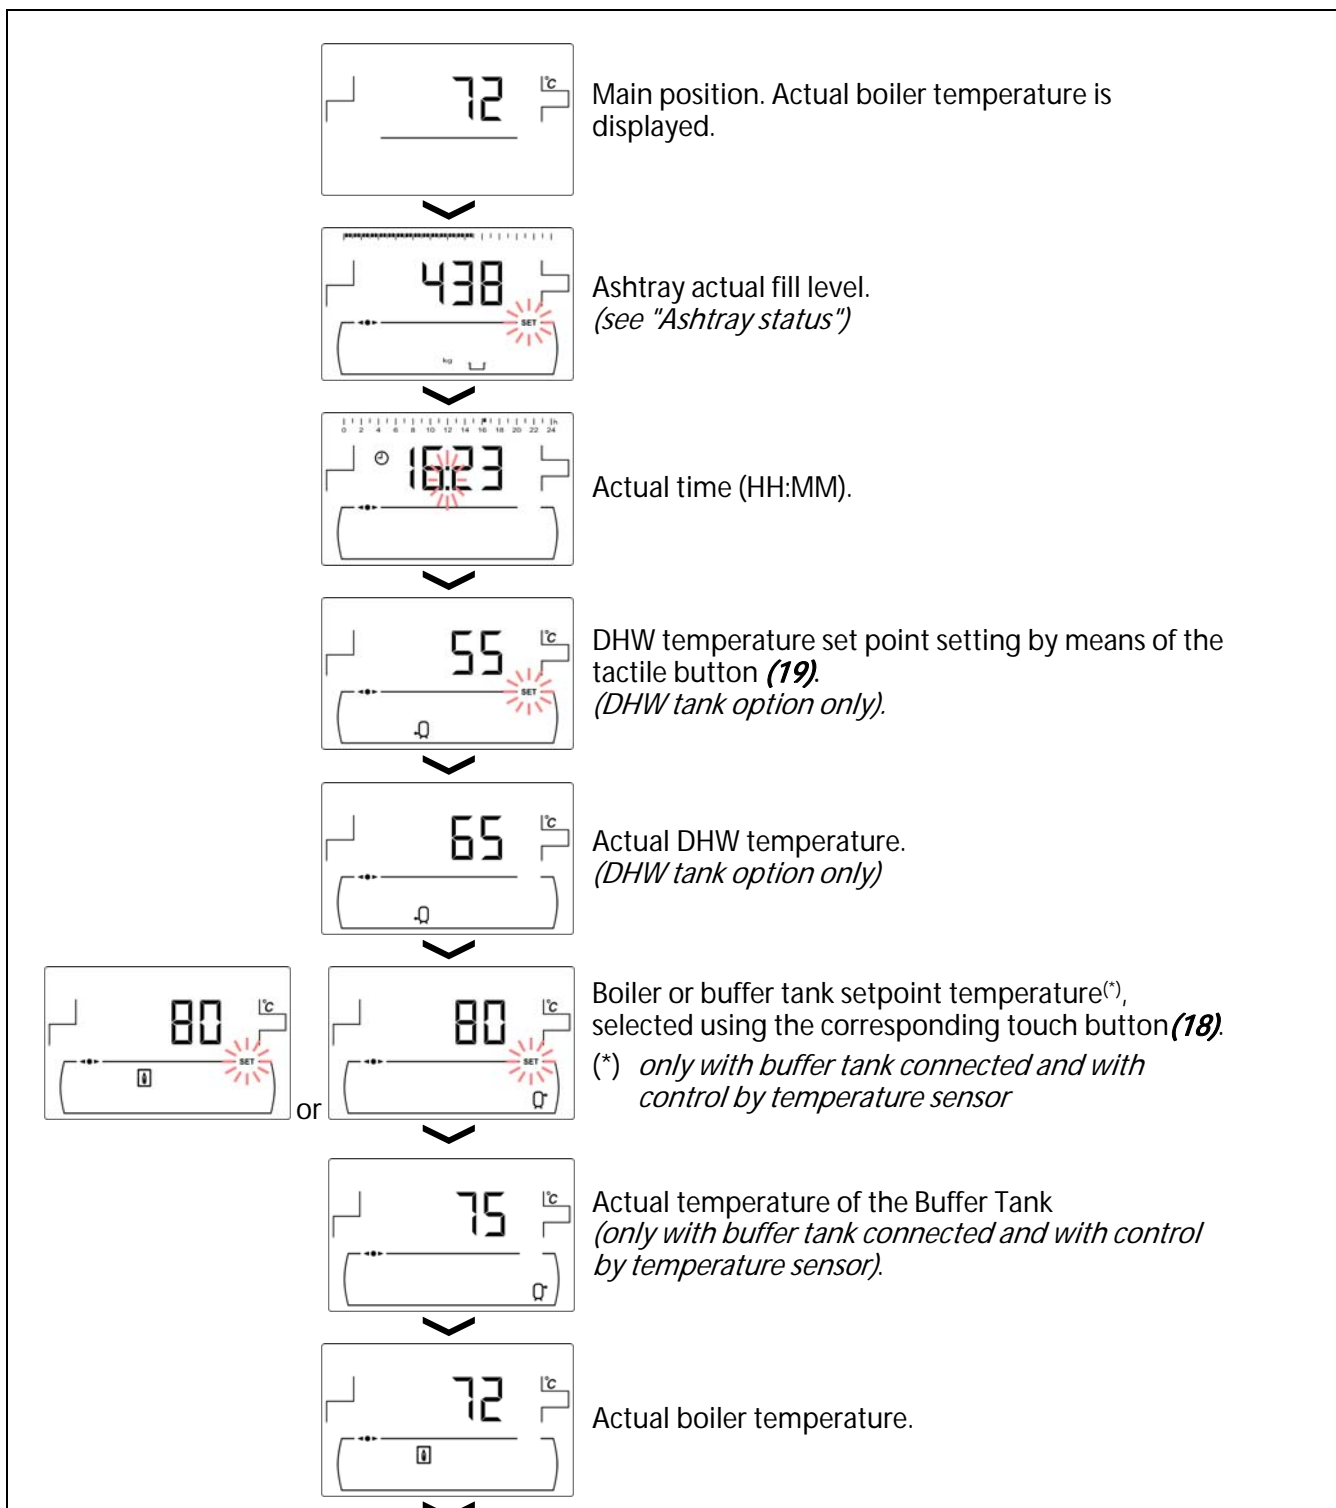 72 °C
Main position. Actual boiler temperature is
displayed.
438
SET
kg
Ashtray actual fill level.
(see "Ashtray status")
0 2 4 6 8 10 12 14 16 18 20 22 24 h
16:23
Actual time (HH:MM).
55 °C
SET
DHW temperature set point setting by means of the
tactile button (19).
(DHW tank option only).
65 °C
Actual DHW temperature.
(DHW tank option only)
80 °C
SET
or
80 °C
SET
Boiler or buffer tank setpoint temperature(*),
selected using the corresponding touch button(18).
(*) only with buffer tank connected and with
control by temperature sensor
75 °C
Actual temperature of the Buffer Tank
(only with buffer tank connected and with control
by temperature sensor).
72 °C
Actual boiler temperature.